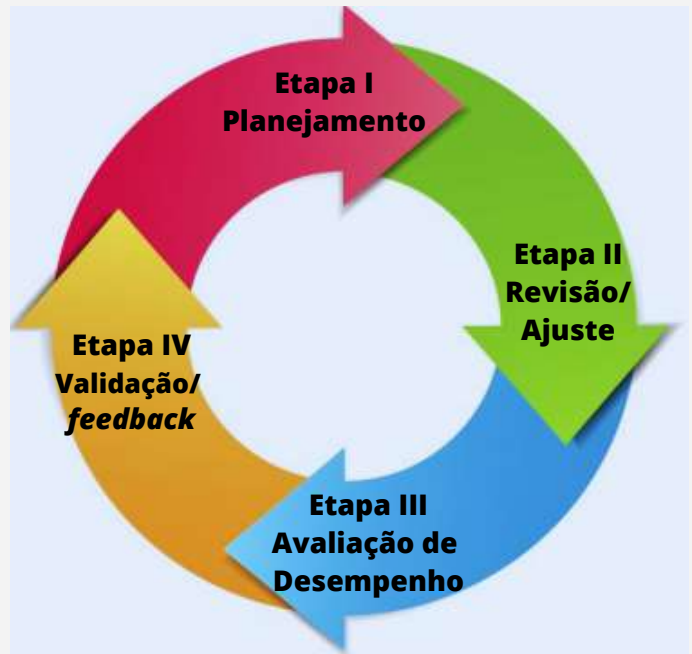 Etapa I
Planejamento
Etapa II
Revisão/
Ajuste
Etapa III
Avaliação de
Desempenho
Etapa IV
Validação/
feedback